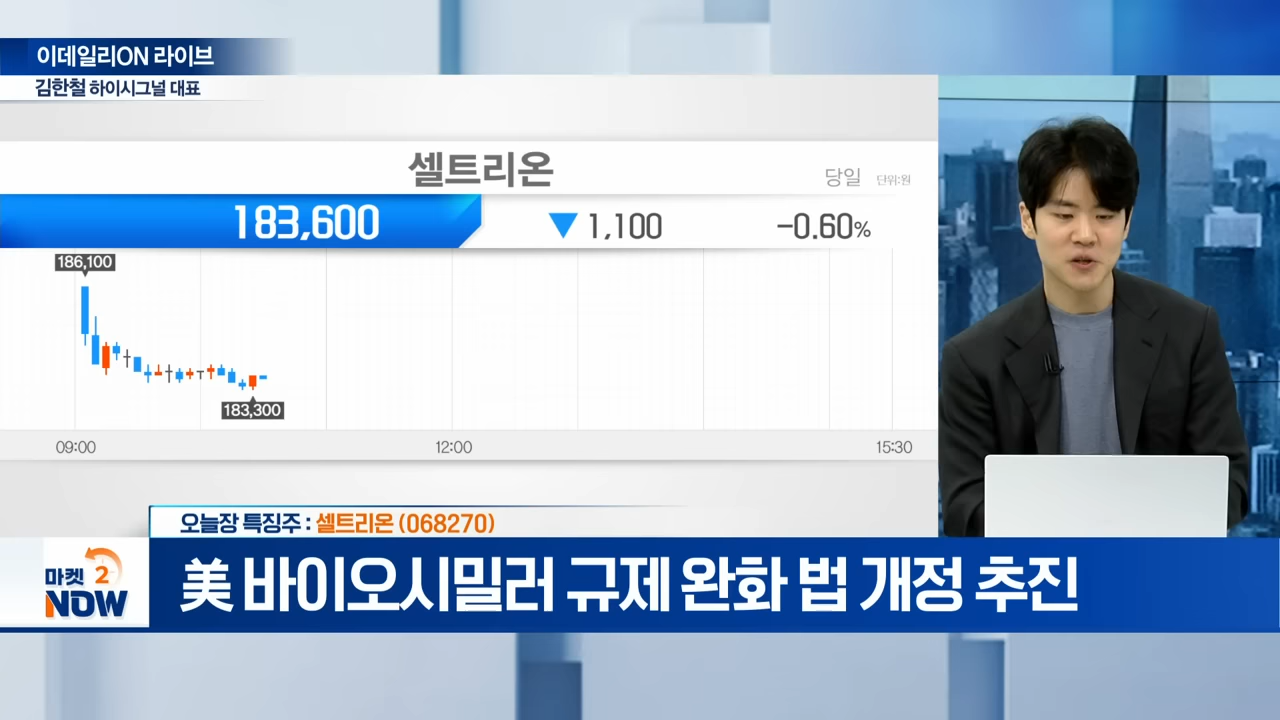 이데일리ON 라이브
김한철 하이시그널 대표
셀트리온
당일 단위:원
183,600 ▼ 1,100 -0.60%
186,100
183,300
09:00 12:00 15:30
오늘장 특징주 : 셀트리온 (068270)
마켓 2
NOW
美 바이오시밀러 규제 완화 법 개정 추진